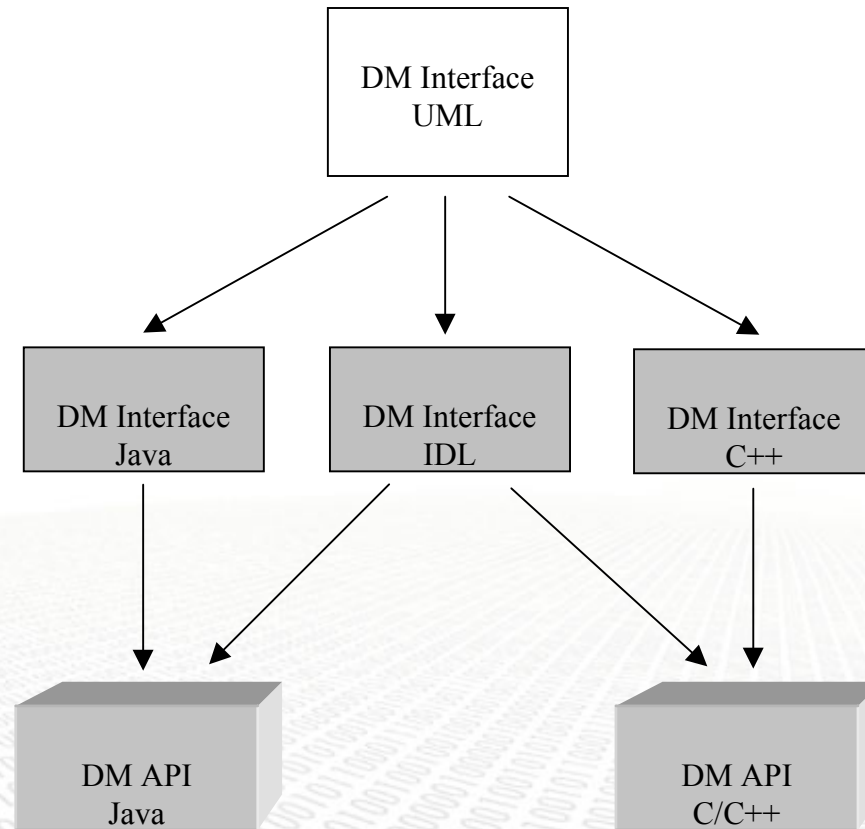 DM Interface
UML
DM Interface
Java
DM Interface
IDL
DM Interface
C++
DM API
Java
DM API
C/C++